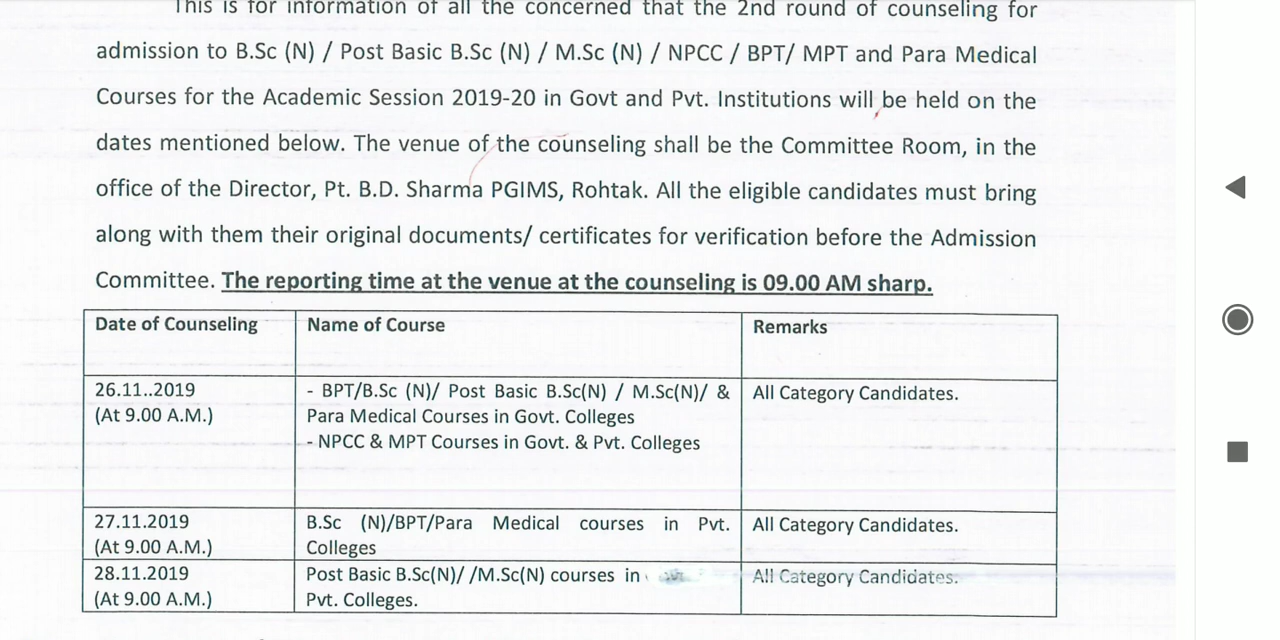 This is for information of all the concerned that the 2nd round of counseling for
admission to B.Sc (N) / Post Basic B.Sc (N) / M.Sc (N) / NPCC / BPT/ MPT and Para Medical
Courses for the Academic Session 2019-20 in Govt and Pvt. Institutions will be held on the
dates mentioned below. The venue of the counseling shall be the Committee Room, in the
office of the Director, Pt. B.D. Sharma PGIMS, Rohtak. All the eligible candidates must bring
along with them their original documents/ certificates for verification before the Admission
Committee. The reporting time at the venue at the counseling is 09.00 AM sharp.
Date of Counseling Name of Course Remarks
26.11..2019 - BPT/B.Sc (N)/ Post Basic B.Sc(N) / M.Sc(N)/ & All Category Candidates.
(At 9.00 A.M.) Para Medical Courses in Govt. Colleges
- NPCC & MPT Courses in Govt. & Pvt. Colleges
27.11.2019 B.Sc (N)/BPT/Para Medical courses in Pvt. All Category Candidates.
(At 9.00 A.M.) Colleges
28.11.2019 Post Basic B.Sc(N)/ /M.Sc(N) courses in All Category Candidates.
(At 9.00 A.M.) Pvt. Colleges.